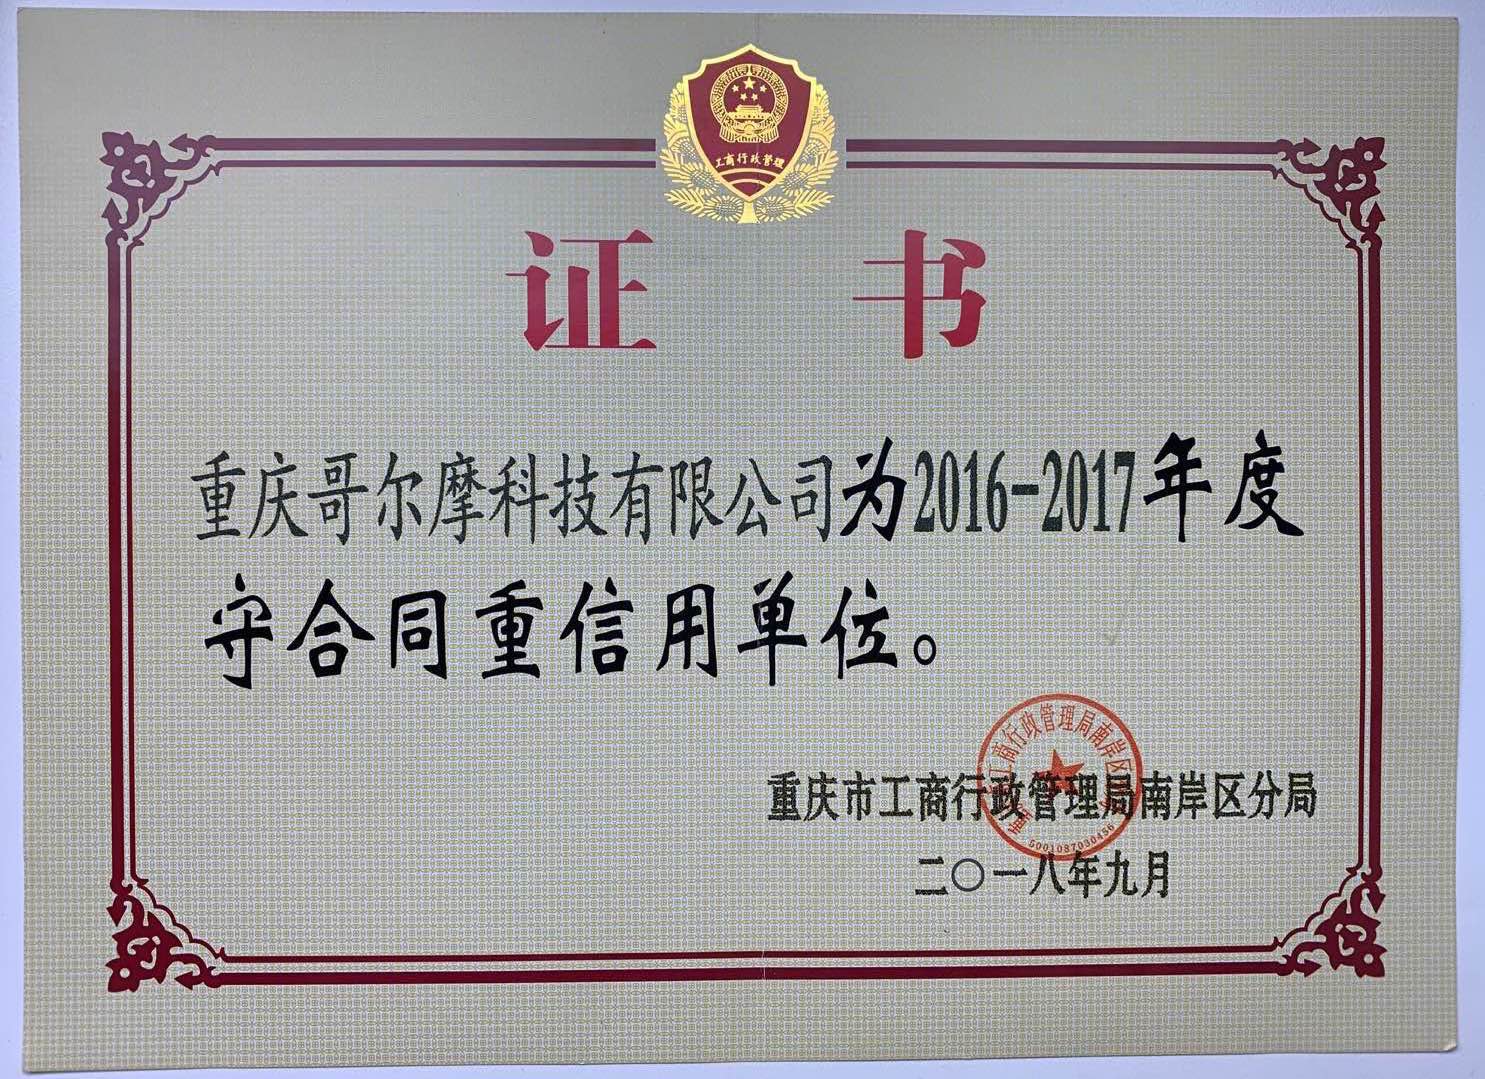 工商行政管理
证书
重庆哥尔摩科技有限公司为2016-2017年度
守合同重信用单位。
重庆市工商行政管理局南岸区分局
二〇一八年九月
5001087030456